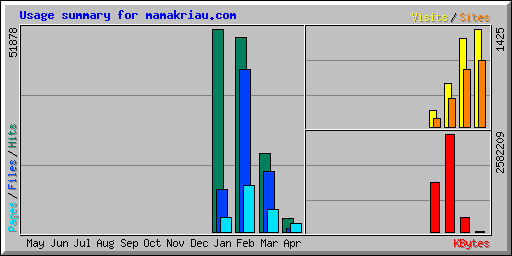 Usage summary for mamakriau.com
Visits/Sites
51878
1425
Pages/Files/Hits
2582209
May Jun Jul Aug Sep Oct Nov Dec Jan Feb Mar Apr
KBytes